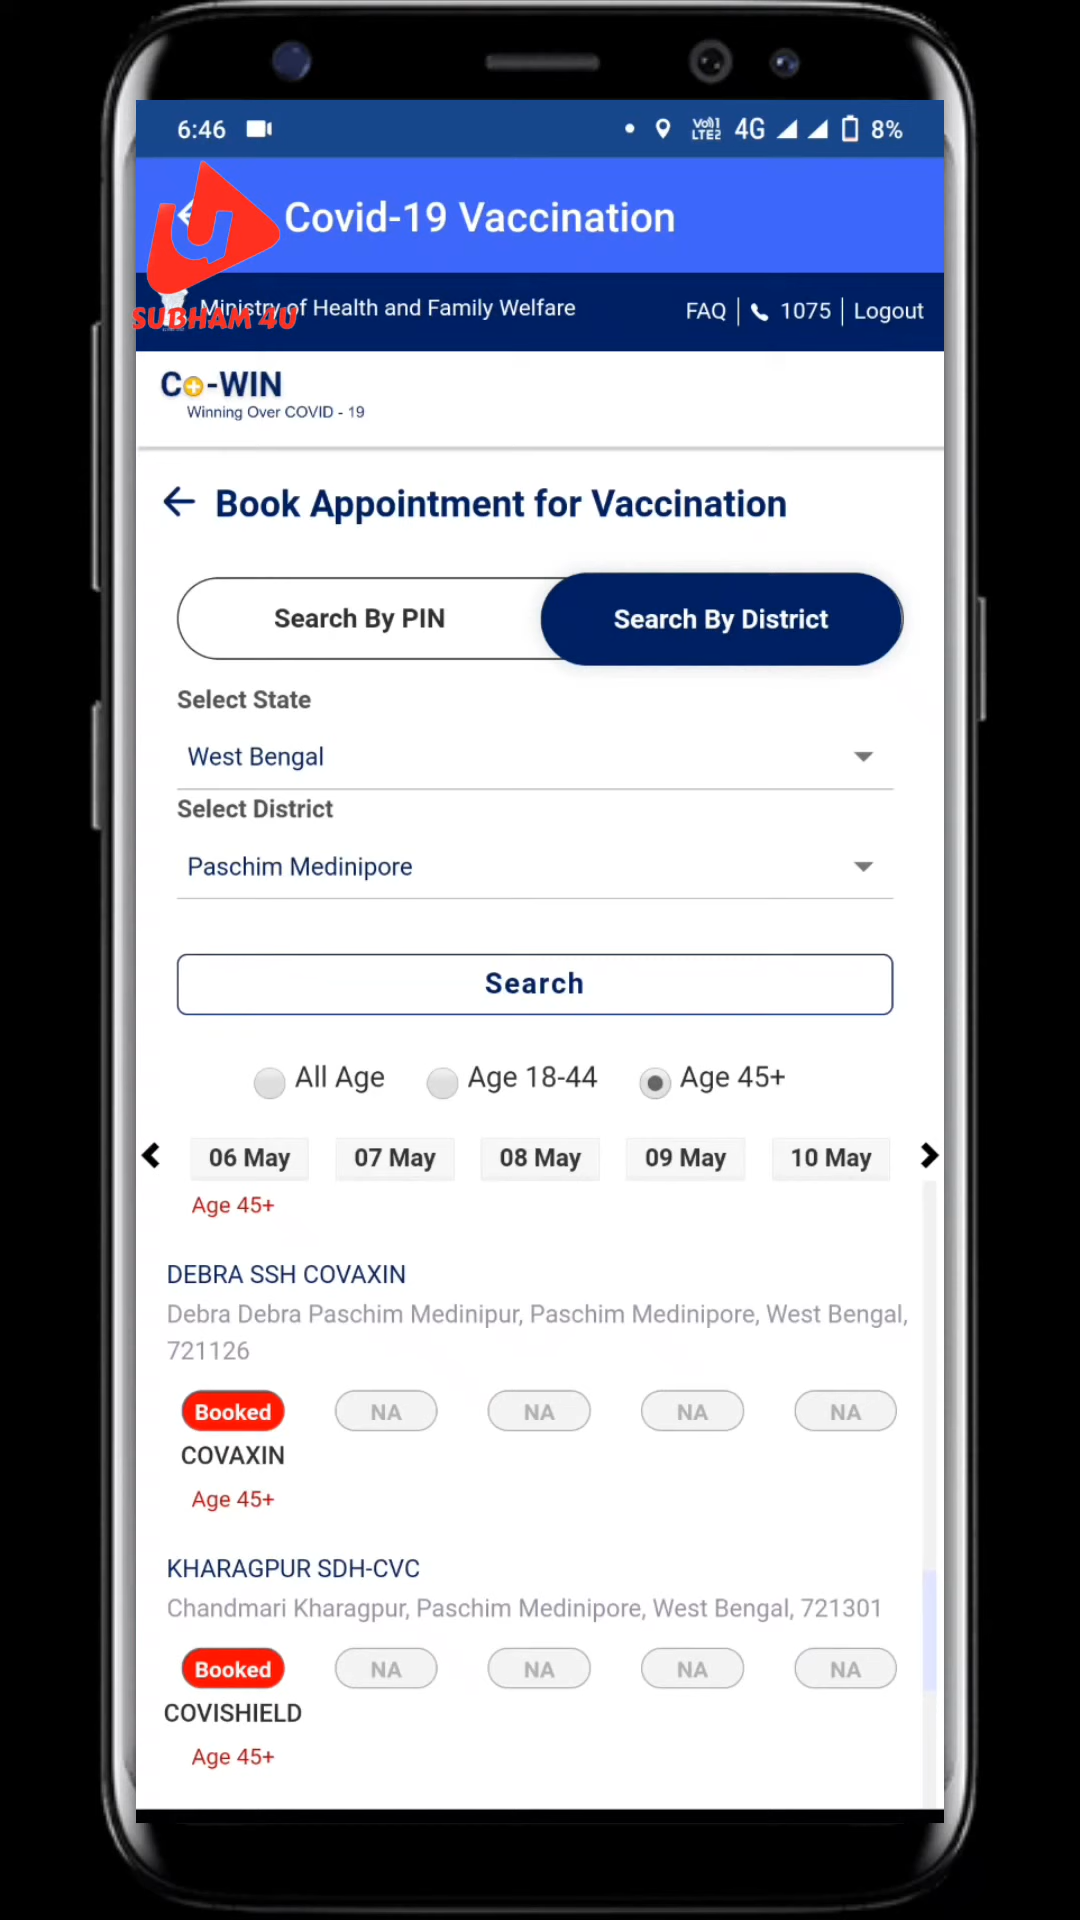 6:46
Vo))1
LTE2
4G
8%
Covid-19 Vaccination
U
SUBHAM 4U
Ministry of Health and Family Welfare
FAQ | 1075 | Logout
Co-WIN
Winning Over COVID - 19
Book Appointment for Vaccination
Search By PIN
Search By District
Select State
West Bengal
Select District
Paschim Medinipore
Search
All Age
Age 18-44
Age 45+
06 May
07 May
08 May
09 May
10 May
Age 45+
DEBRA SSH COVAXIN
Debra Debra Paschim Medinipur, Paschim Medinipore, West Bengal,
721126
Booked
NA
NA
NA
NA
COVAXIN
Age 45+
KHARAGPUR SDH-CVC
Chandmari Kharagpur, Paschim Medinipore, West Bengal, 721301
Booked
NA
NA
NA
NA
COVISHIELD
Age 45+